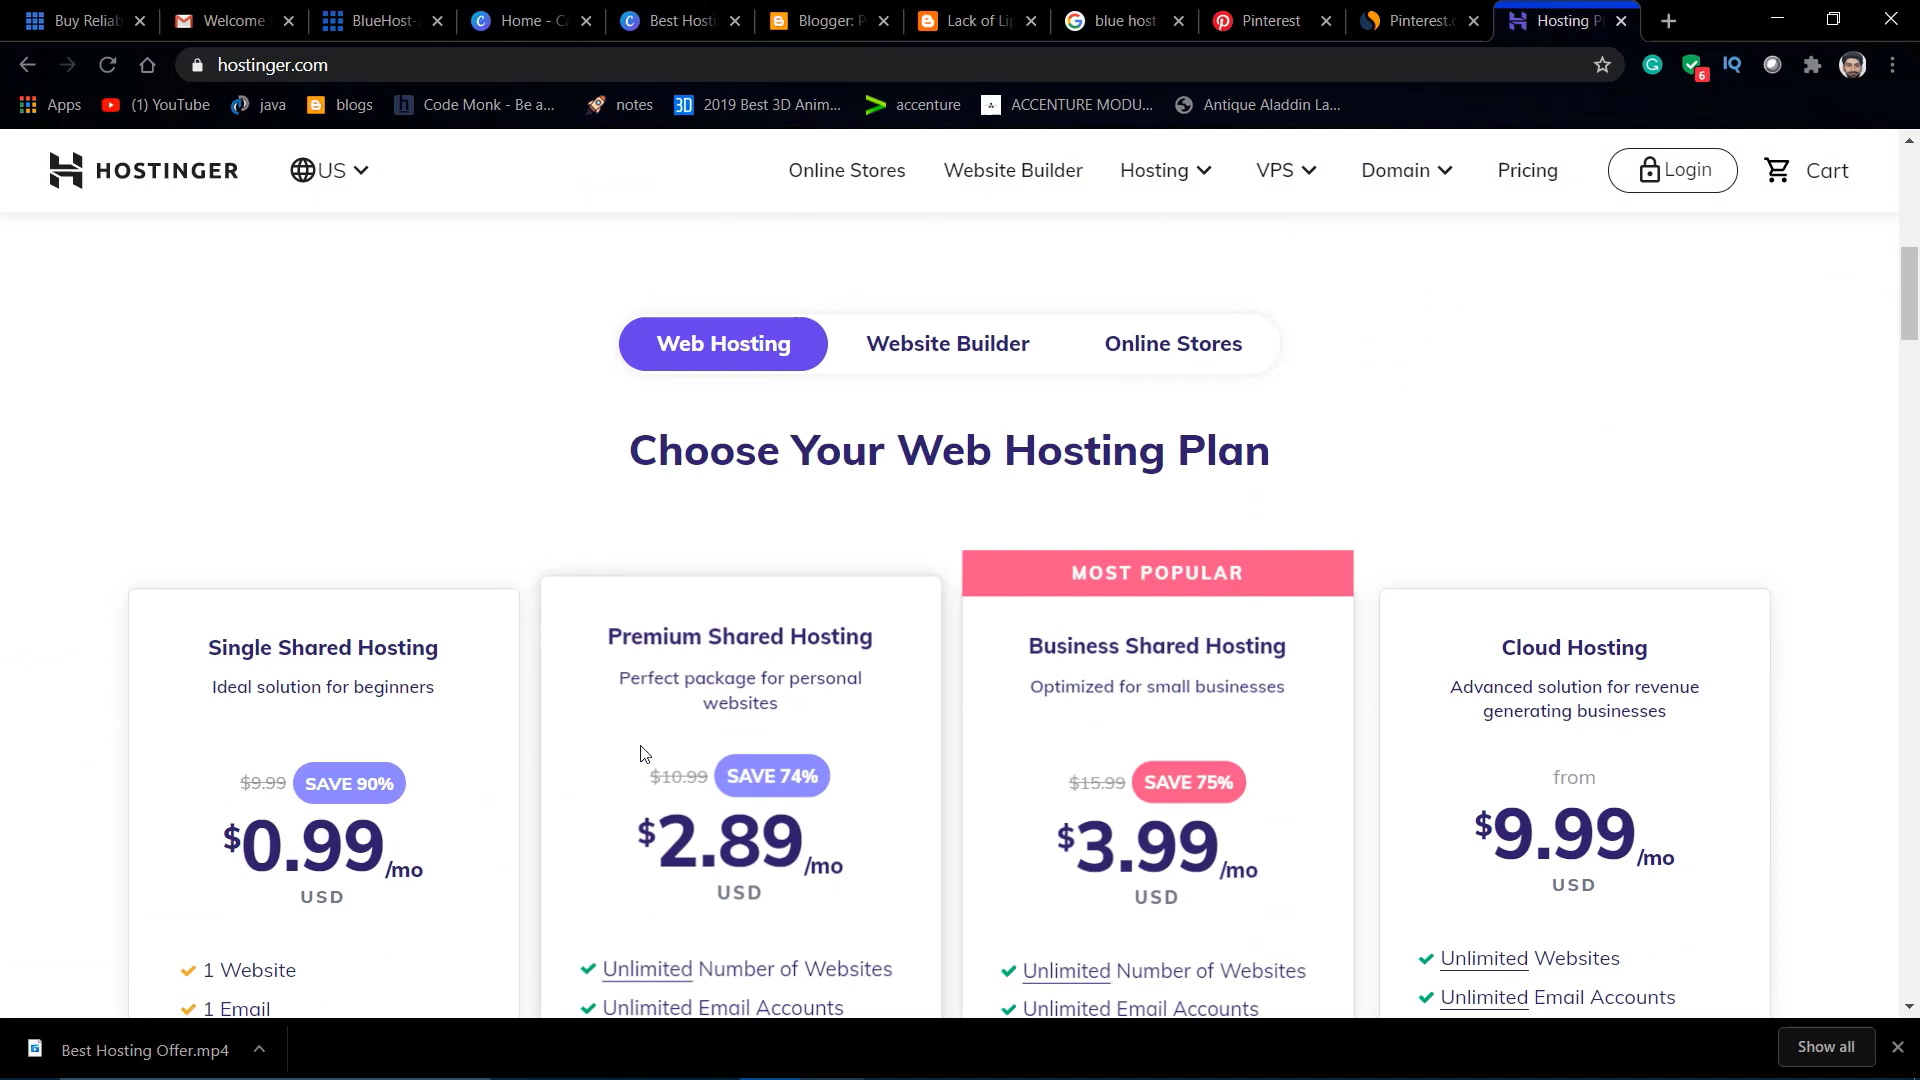 Buy Reliab Welcome BlueHost- Home - Ca Best Hosti Blogger: P Lack of Lip blue host Pinterest Pinterest.c Hosting Pl
hostinger.com
6 IQ
Apps (1) YouTube java blogs Code Monk - Be a... notes 3D 2019 Best 3D Anim... accenture ACCENTURE MODU... Antique Aladdin La...
HOSTINGER US Online Stores Website Builder Hosting VPS Domain Pricing Login Cart
Web Hosting Website Builder Online Stores
Choose Your Web Hosting Plan
Single Shared Hosting
Ideal solution for beginners
$9.99 SAVE 90%
$0.99/mo
USD
1 Website
1 Email
Premium Shared Hosting
Perfect package for personal
websites
$10.99 SAVE 74%
$2.89/mo
USD
Unlimited Number of Websites
Unlimited Email Accounts
MOST POPULAR
Business Shared Hosting
Optimized for small businesses
$15.99 SAVE 75%
$3.99/mo
USD
Unlimited Number of Websites
Unlimited Email Accounts
Cloud Hosting
Advanced solution for revenue
generating businesses
from
$9.99/mo
USD
Unlimited Websites
Unlimited Email Accounts
Best Hosting Offer.mp4 Show all